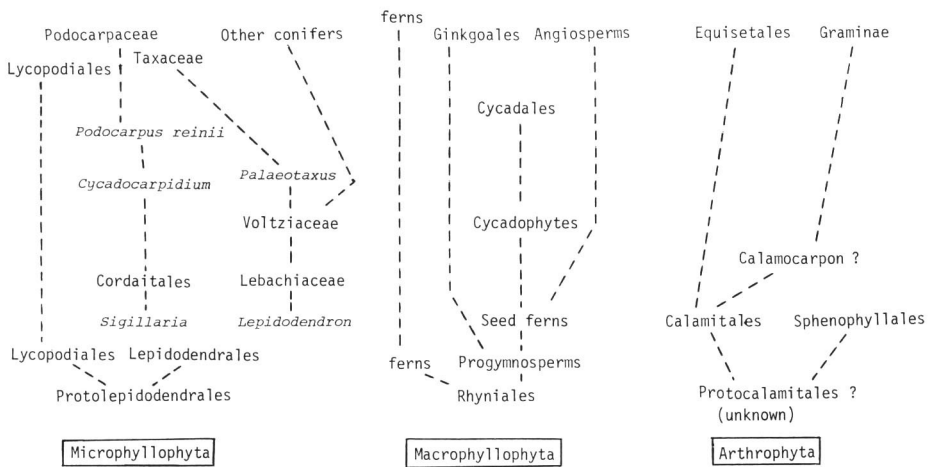 Podocarpaceae
Lycopodiales
Taxaceae
Other conifers
Podocarpus reinii
Cycadocarpidium
Palaeotaxus
Voltziaceae
Cordaitales
Lebachiaceae
Sigillaria
Lepidodendron
Lycopodiales
Lepidodendrales
Protolepidodendrales
Microphyllophyta
ferns
Ginkgoales
Angiosperms
Cycadales
Cycadophytes
Seed ferns
ferns
Progymnosperms
Rhyniales
Macrophyllophyta
Equisetales
Graminae
Calamocarpon ?
Calamitales
Sphenophyllales
Protocalamitales ?
(unknown)
Arthrophyta